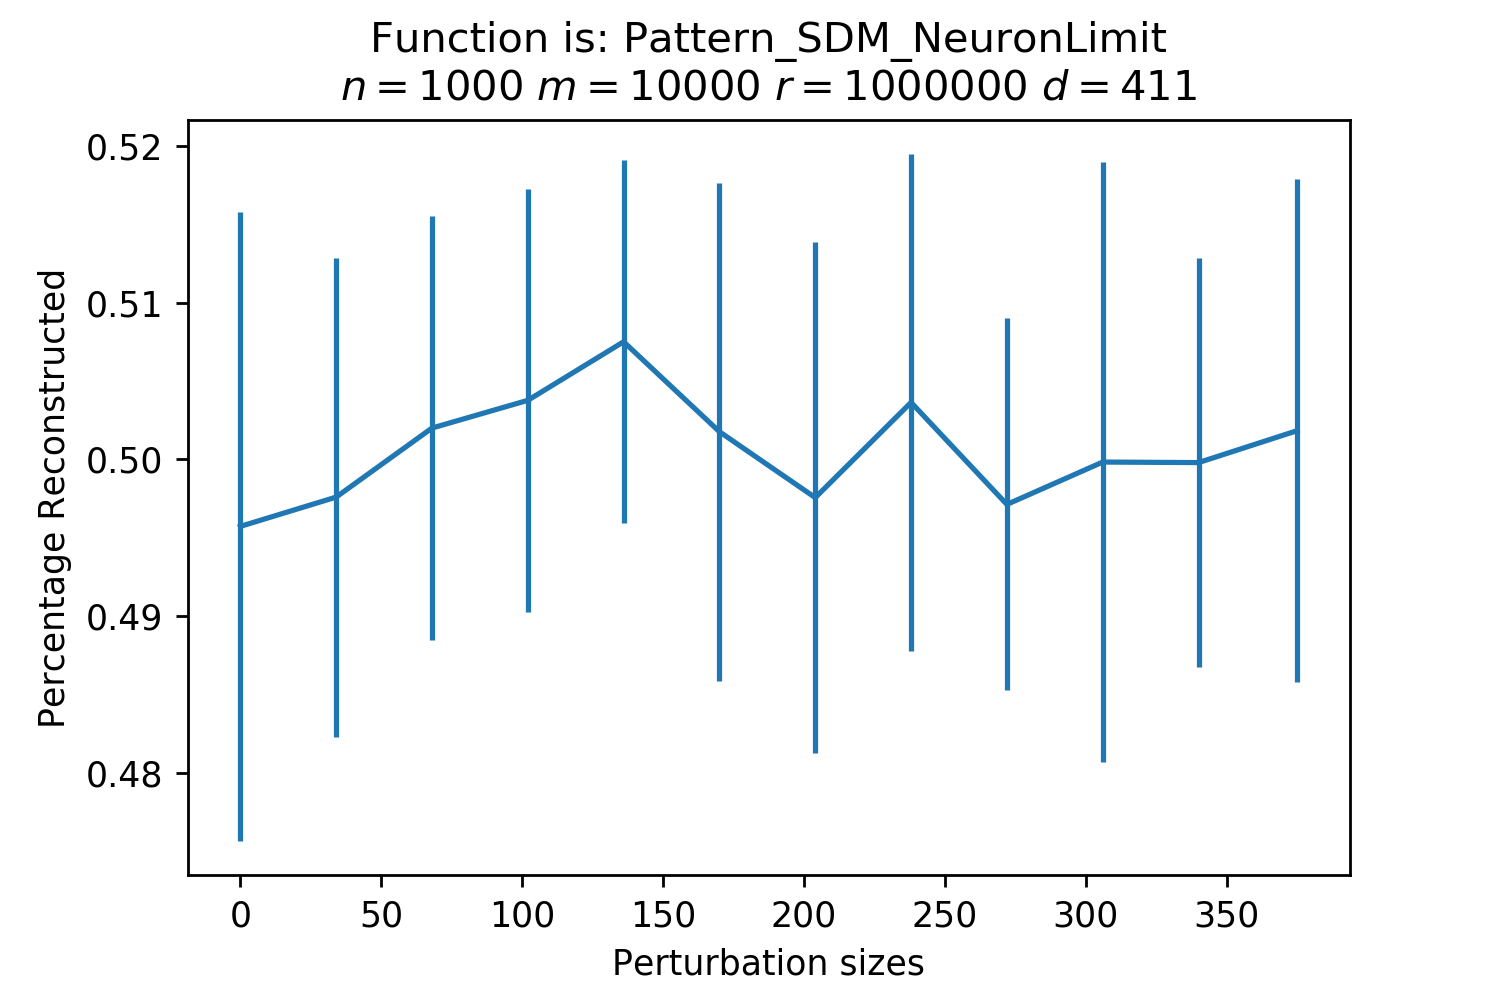 Function is: Pattern_SDM_NeuronLimit
n = 1000 m = 10000 r = 1000000 d = 411
0.52
0.51
0.50
0.49
0.48
Percentage Reconstructed
0 50 100 150 200 250 300 350
Perturbation sizes